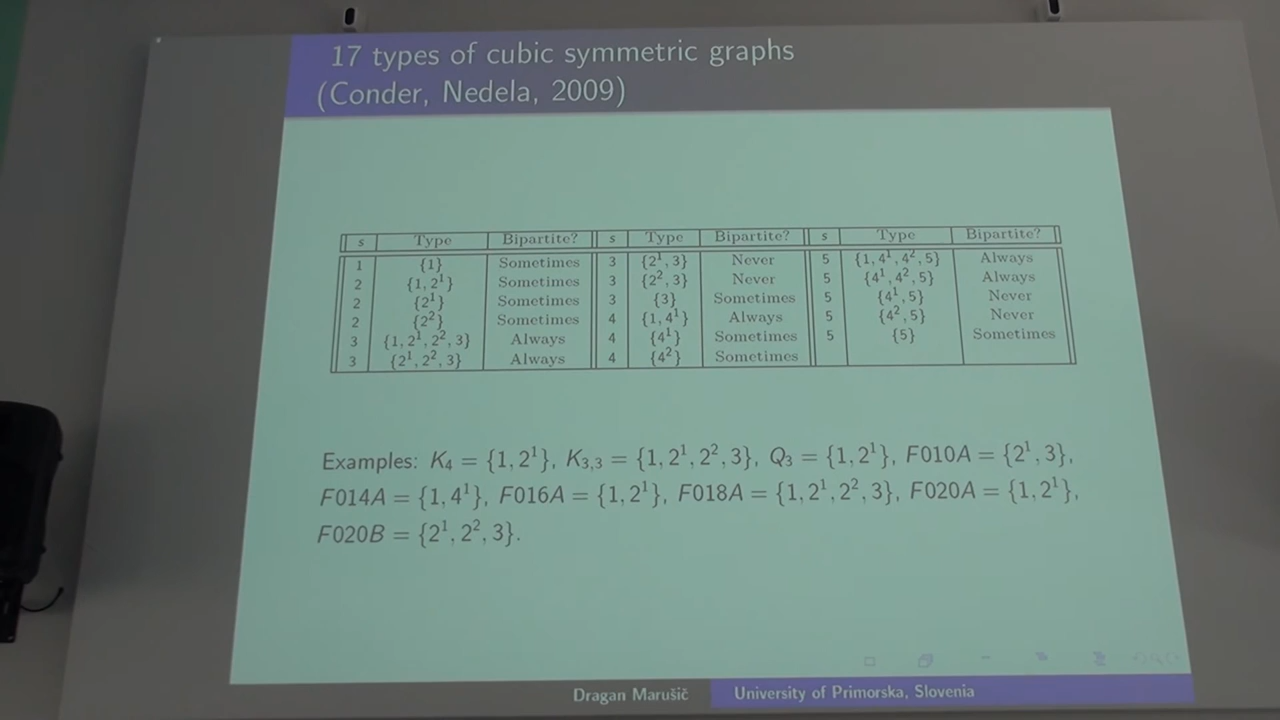 17 types of cubic symmetric graphs
(Conder, Nedela, 2009)
s Type Bipartite? s Type Bipartite? s Type Bipartite?
1 {1} Sometimes 3 {2¹, 3} Never 5 {1, 4¹, 4², 5} Always
2 {1, 2¹} Sometimes 3 {2², 3} Never 5 {4¹, 4², 5} Always
2 {2¹} Sometimes 3 {3} Sometimes 5 {4¹, 5} Never
2 {2²} Sometimes 4 {1, 4¹} Always 5 {4², 5} Never
3 {1, 2¹, 2², 3} Always 4 {4¹} Sometimes 5 {5} Sometimes
3 {2¹, 2², 3} Always 4 {4²} Sometimes
Examples: K₄ = {1, 2¹}, K₃,₃ = {1, 2¹, 2², 3}, Q₃ = {1, 2¹}, F010A = {2¹, 3},
F014A = {1, 4¹}, F016A = {1, 2¹}, F018A = {1, 2¹, 2², 3}, F020A = {1, 2¹},
F020B = {2¹, 2², 3}.
Dragan Marušič University of Primorska, Slovenia